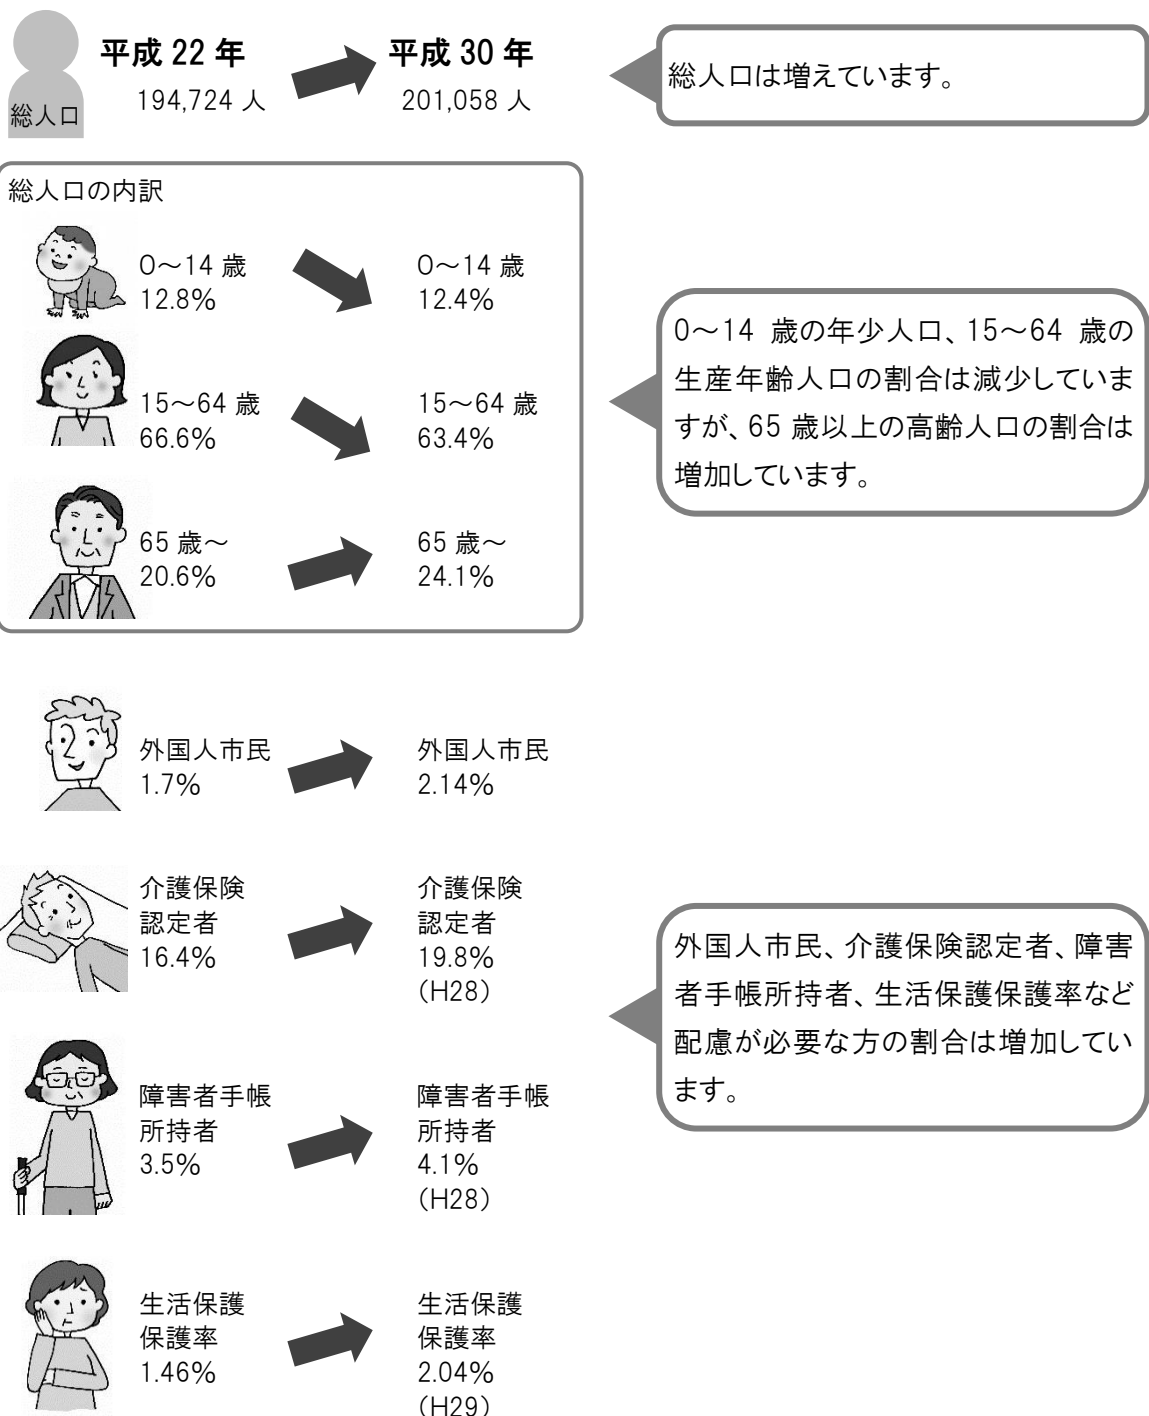 平成 22 年
平成 30 年
194,724 人
201,058 人
総人口
総人口は増えています。
総人口の内訳
0～14 歳
12.8%
0～14 歳
12.4%
15～64 歳
66.6%
15～64 歳
63.4%
65 歳～
20.6%
65 歳～
24.1%
0～14 歳の年少人口、15～64 歳の
生産年齢人口の割合は減少していま
すが、65 歳以上の高齢人口の割合は
増加しています。
外国人市民
1.7%
外国人市民
2.14%
介護保険
認定者
16.4%
介護保険
認定者
19.8%
（H28）
障害者手帳
所持者
3.5%
障害者手帳
所持者
4.1%
（H28）
生活保護
保護率
1.46%
生活保護
保護率
2.04%
（H29）
外国人市民、介護保険認定者、障害
者手帳所持者、生活保護保護率など
配慮が必要な方の割合は増加してい
ます。